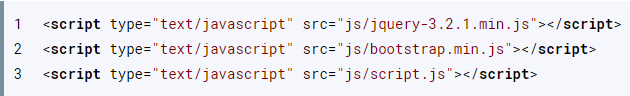 1 <script type="text/javascript" src="js/jquery-3.2.1.min.js"></script>
2 <script type="text/javascript" src="js/bootstrap.min.js"></script>
3 <script type="text/javascript" src="js/script.js"></script>